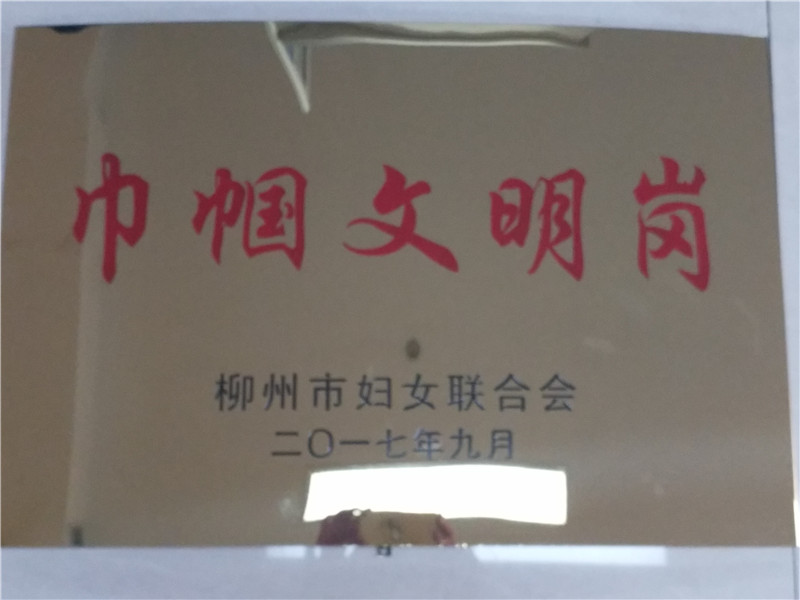 巾帼文明岗
柳州市妇女联合会
二〇一七年九月